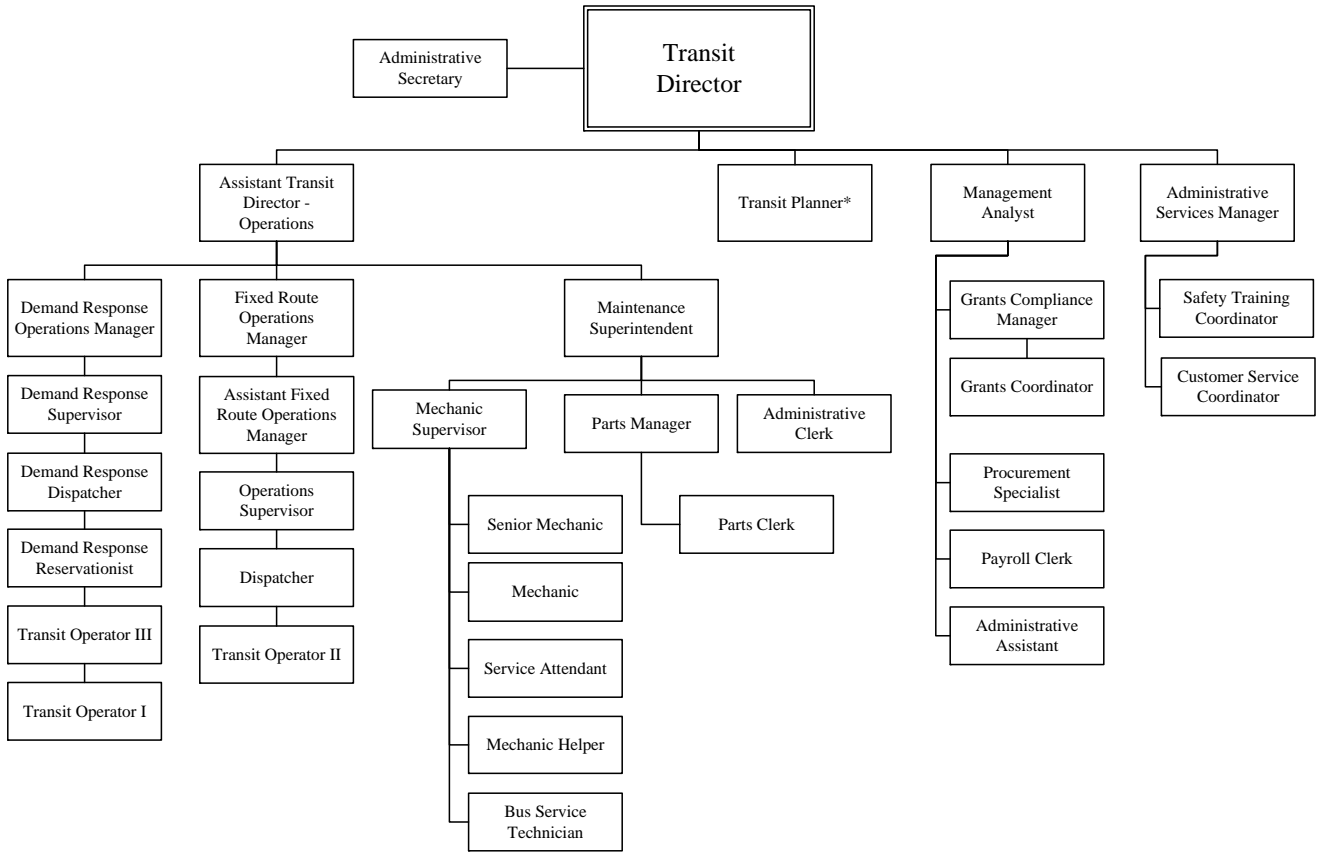 Administrative
Secretary
Transit
Director
Assistant Transit
Director -
Operations
Transit Planner*
Management
Analyst
Administrative
Services Manager
Demand Response
Operations Manager
Fixed Route
Operations
Manager
Maintenance
Superintendent
Grants Compliance
Manager
Safety Training
Coordinator
Demand Response
Supervisor
Assistant Fixed
Route Operations
Manager
Mechanic
Supervisor
Parts Manager
Administrative
Clerk
Grants Coordinator
Customer Service
Coordinator
Demand Response
Dispatcher
Operations
Supervisor
Senior Mechanic
Parts Clerk
Procurement
Specialist
Demand Response
Reservationist
Dispatcher
Mechanic
Payroll Clerk
Transit Operator III
Transit Operator II
Service Attendant
Administrative
Assistant
Transit Operator I
Mechanic Helper
Bus Service
Technician